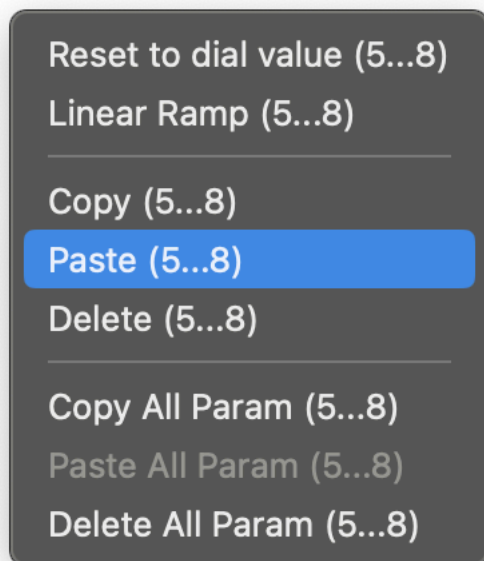 Reset to dial value (5...8)
Linear Ramp (5...8)
Copy (5...8)
Paste (5...8)
Delete (5...8)
Copy All Param (5...8)
Paste All Param (5...8)
Delete All Param (5...8)